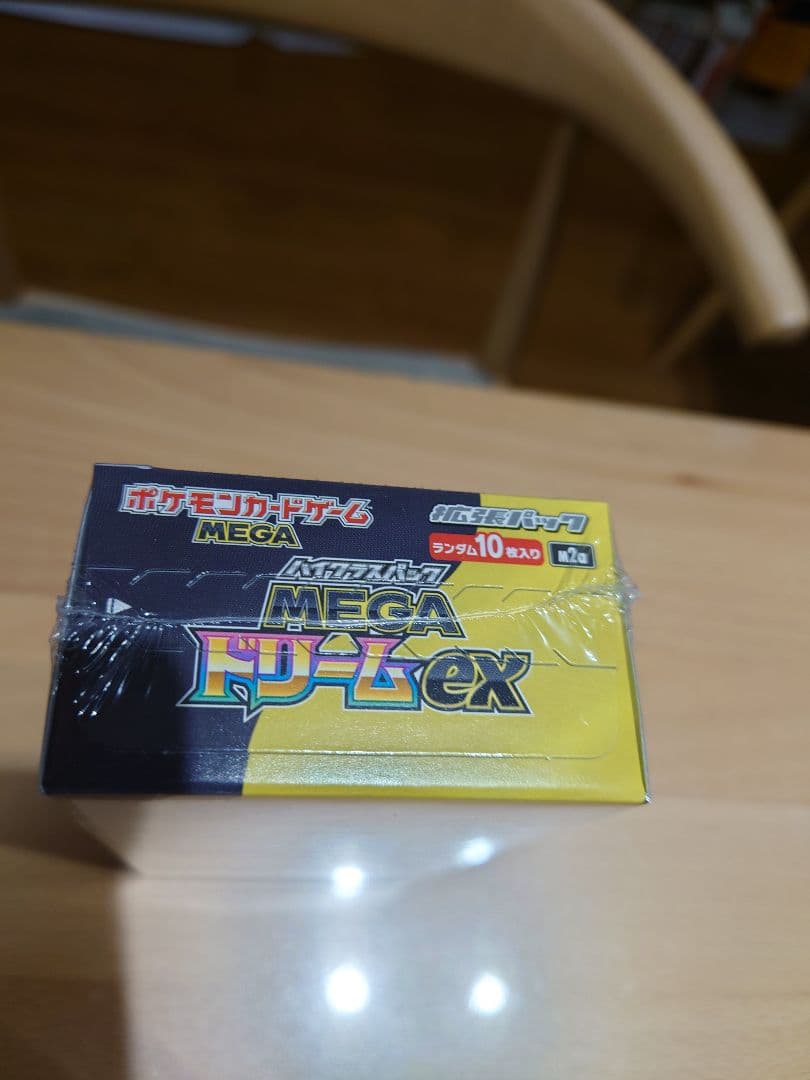 ポケモンカードゲーム
MEGA
拡張パック
ランダム10枚入り
M2a
ハイクラスパック
MEGA
ドリームex